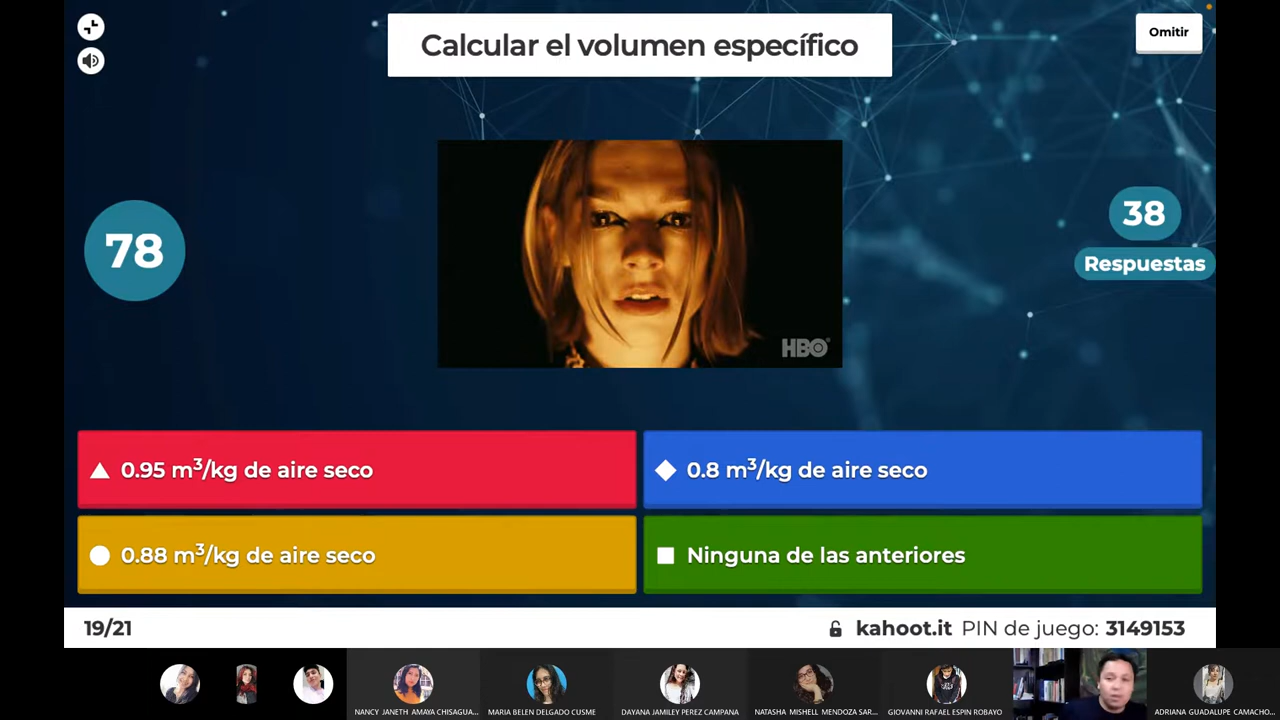 Calcular el volumen específico
Omitir
78
38
Respuestas
HBO
0.95 m³/kg de aire seco
0.8 m³/kg de aire seco
0.88 m³/kg de aire seco
Ninguna de las anteriores
19/21
kahoot.it PIN de juego: 3149153
NANCY JANETH AMAYA CHISAGUA...
MARIA BELEN DELGADO CUSME
DAYANA JAMILEY PEREZ CAMPANA
NATASHA MISHELL MENDOZA SAR...
GIOVANNI RAFAEL ESPIN ROBAYO
ADRIANA GUADALUPE CAMACHO...